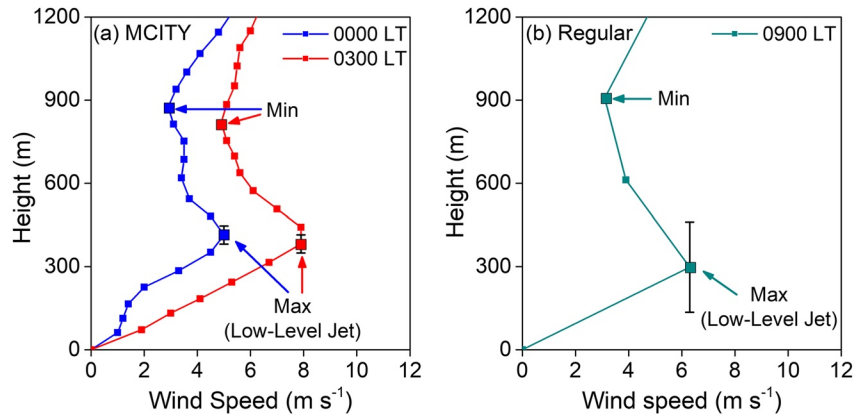 (a) MCITY
0000 LT
0300 LT
1200
900
600
300
0
Height (m)
Min
Max
(Low-Level Jet)
0 2 4 6 8 10 12
Wind Speed (m s⁻¹)
(b) Regular
0900 LT
1200
900
600
300
0
Height (m)
Min
Max
(Low-Level Jet)
0 2 4 6 8 10 12
Wind speed (m s⁻¹)